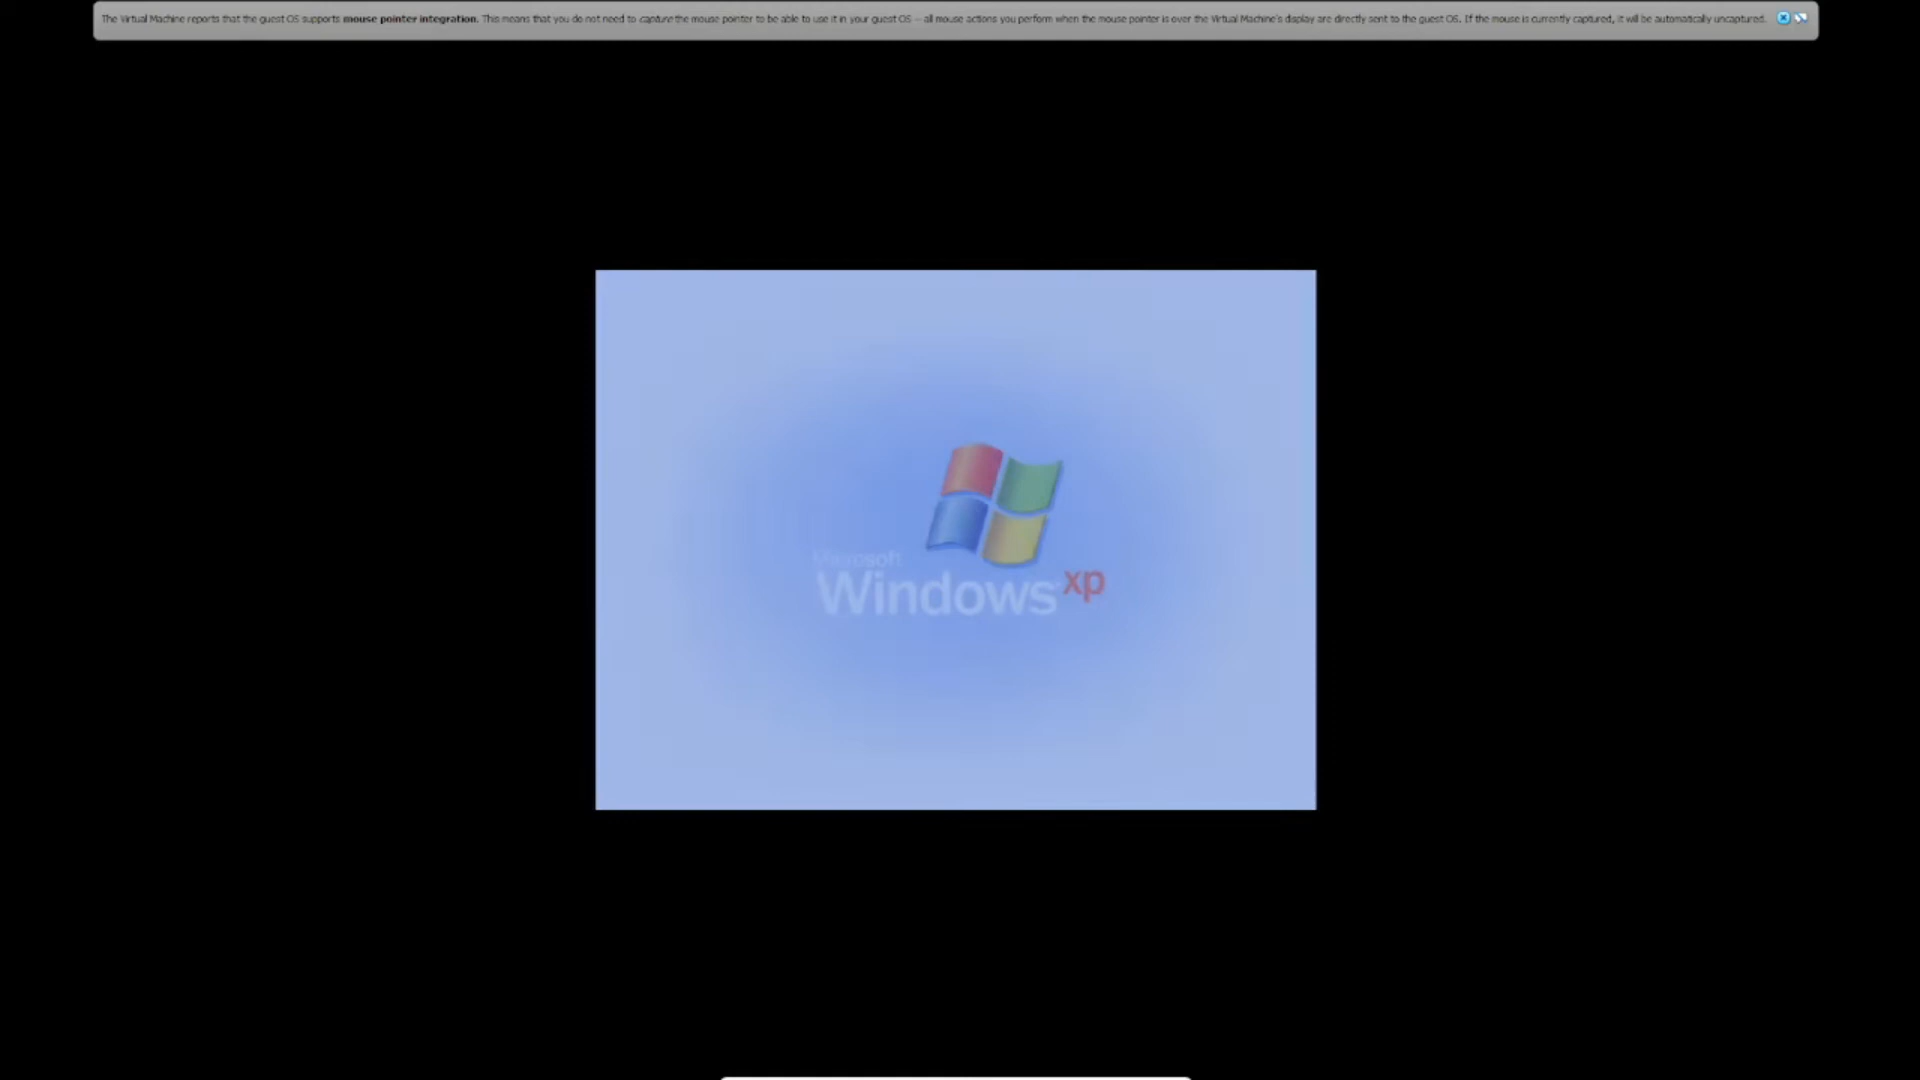 The Virtual Machine reports that the guest OS supports mouse pointer integration. This means that you do not need to capture the mouse pointer to be able to use it in your guest OS -- all mouse actions you perform when the mouse pointer is over the Virtual Machine's display are directly sent to the guest OS. If the mouse is currently captured, it will be automatically uncaptured.
Microsoft
Windows xp